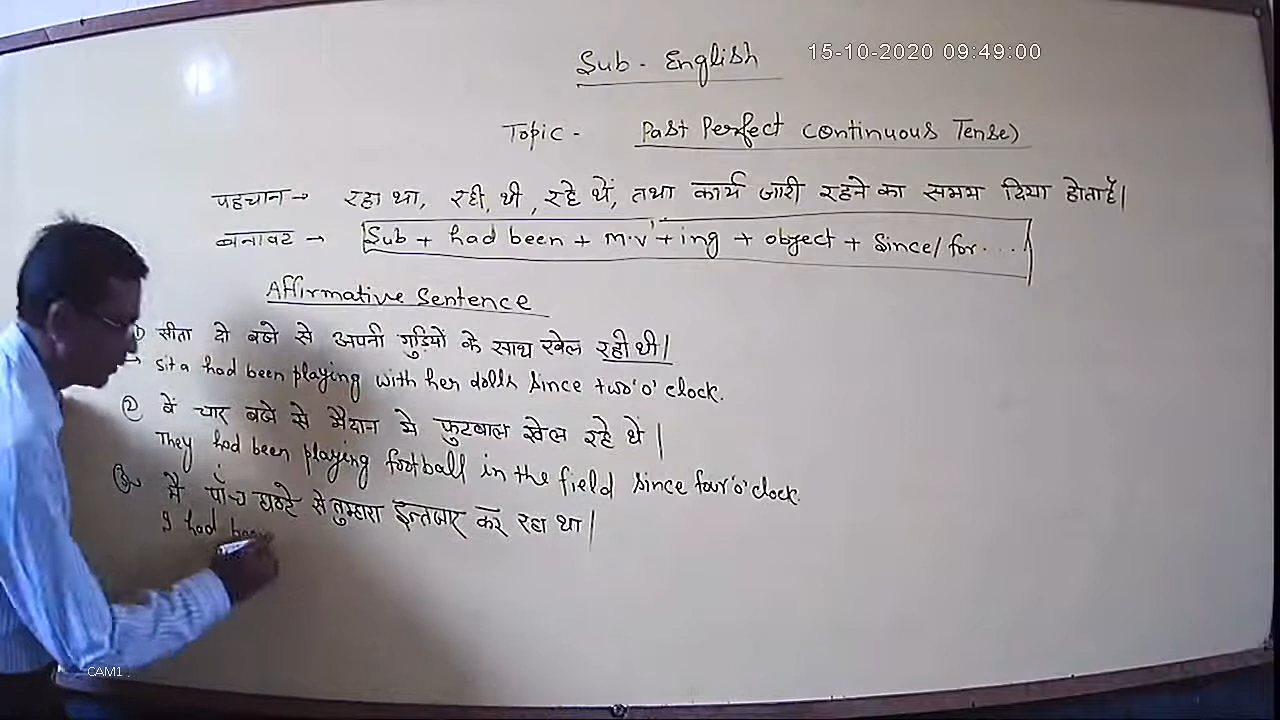 Sub - English
15-10-2020 09:49:00
Topic - Past Perfect Continuous Tense)
पहचान → रहा था, रही थी, रहे थें, तथा कार्य जारी रहने का समय दिया होता है।
बनावट → Sub + had been + m.v' + ing + object + Since/for....
Affirmative Sentence
1) सीता दो बजे से अपनी गुड़ियों के साथ खेल रही थी।
→ Sita had been playing with her dolls since two 'o' clock.
② वें चार बजे से मैदान मे फुटबाल खेल रहे थें।
They had been playing football in the field since four 'o' clock.
③ मै पाँच घण्टे से तुम्हारा इन्तजार कर रहा था।
I had been
CAM1.